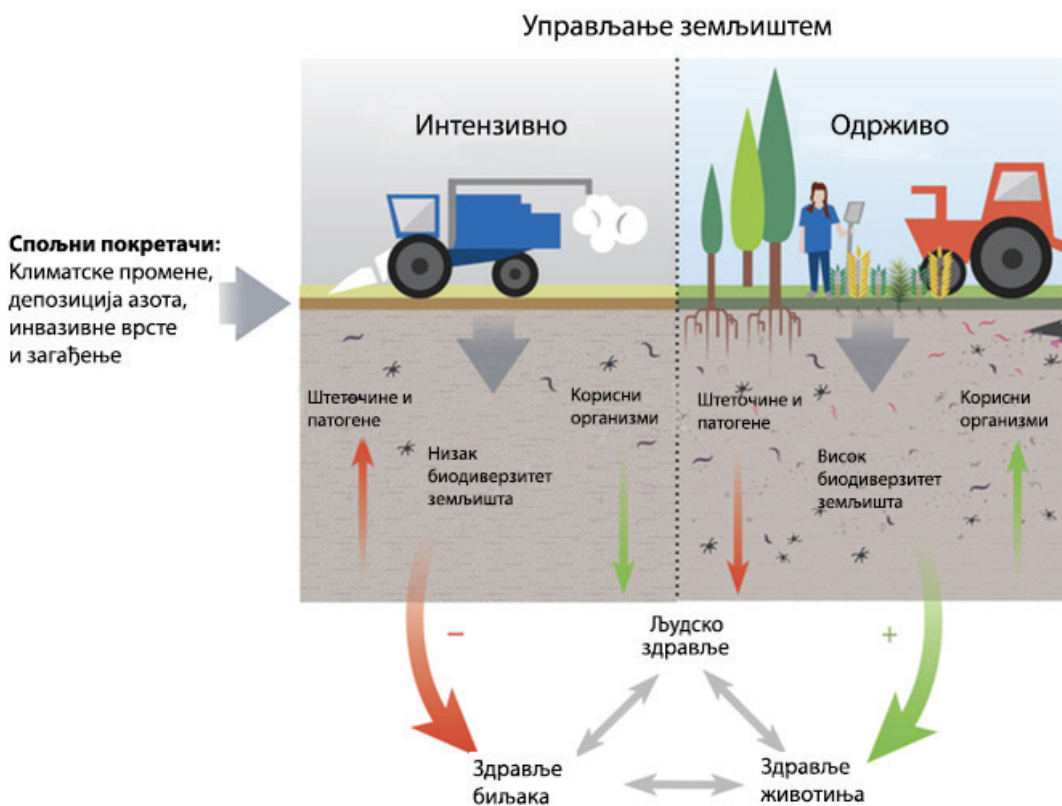 Управљање земљиштем
Интензивно
Одрживо
Спољни покретачи:
Климатске промене,
депозиција азота,
инвазивне врсте
и загађење
Штеточине и
патогене
Корисни
организми
Низак
биодиверзитет
земљишта
Штеточине и
патогене
Корисни
организми
Висок
биодиверзитет
земљишта
−
+
Људско
здравље
Здравље
биљака
Здравље
животиња